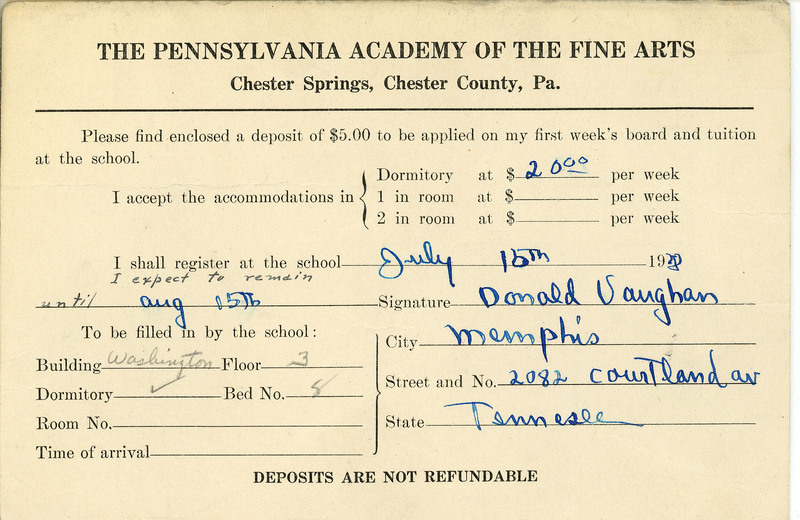 THE PENNSYLVANIA ACADEMY OF THE FINE ARTS
Chester Springs, Chester County, Pa.
Please find enclosed a deposit of $5.00 to be applied on my first week's board and tuition
at the school.
I accept the accommodations in
Dormitory at $ 20 00 per week
1 in room at $ per week
2 in room at $ per week
I shall register at the school July 15th 19
I expect to remain
until aug 15th
Signature Donald Vaughan
To be filled in by the school:
City Memphis
Building Washington Floor 3
Street and No. 2082 Courtland av
Dormitory ✓ Bed No. 8
State Tennesee
Room No.
Time of arrival
DEPOSITS ARE NOT REFUNDABLE